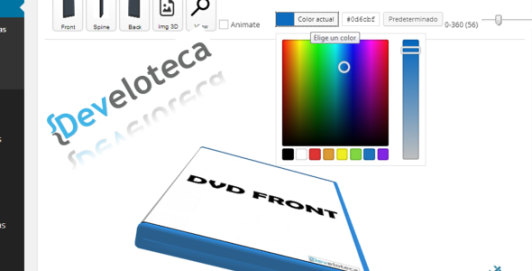 Front Spine Back img 3D
Animate
Color actual #0d6cbf Predeterminado 0-360 (56)
Elige un color
{Develoteca
DVD FRONT
Develoteca
as
s
as